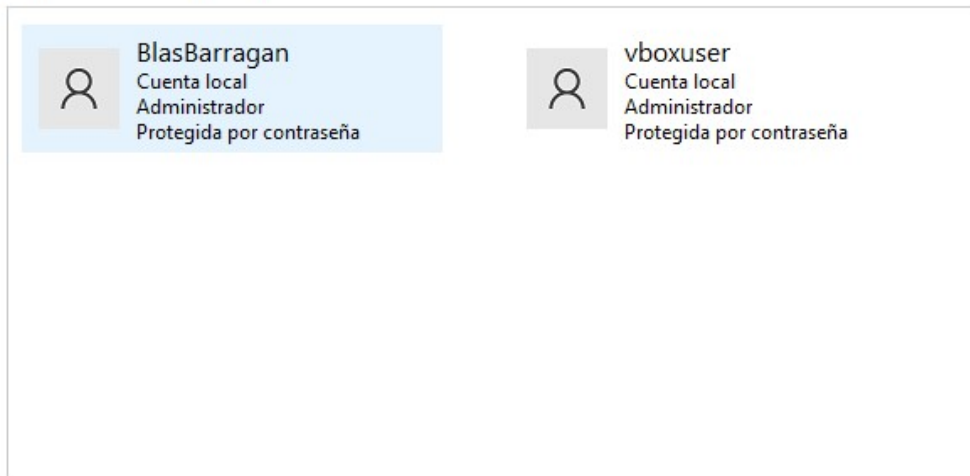 BlasBarragan
Cuenta local
Administrador
Protegida por contraseña
vboxuser
Cuenta local
Administrador
Protegida por contraseña